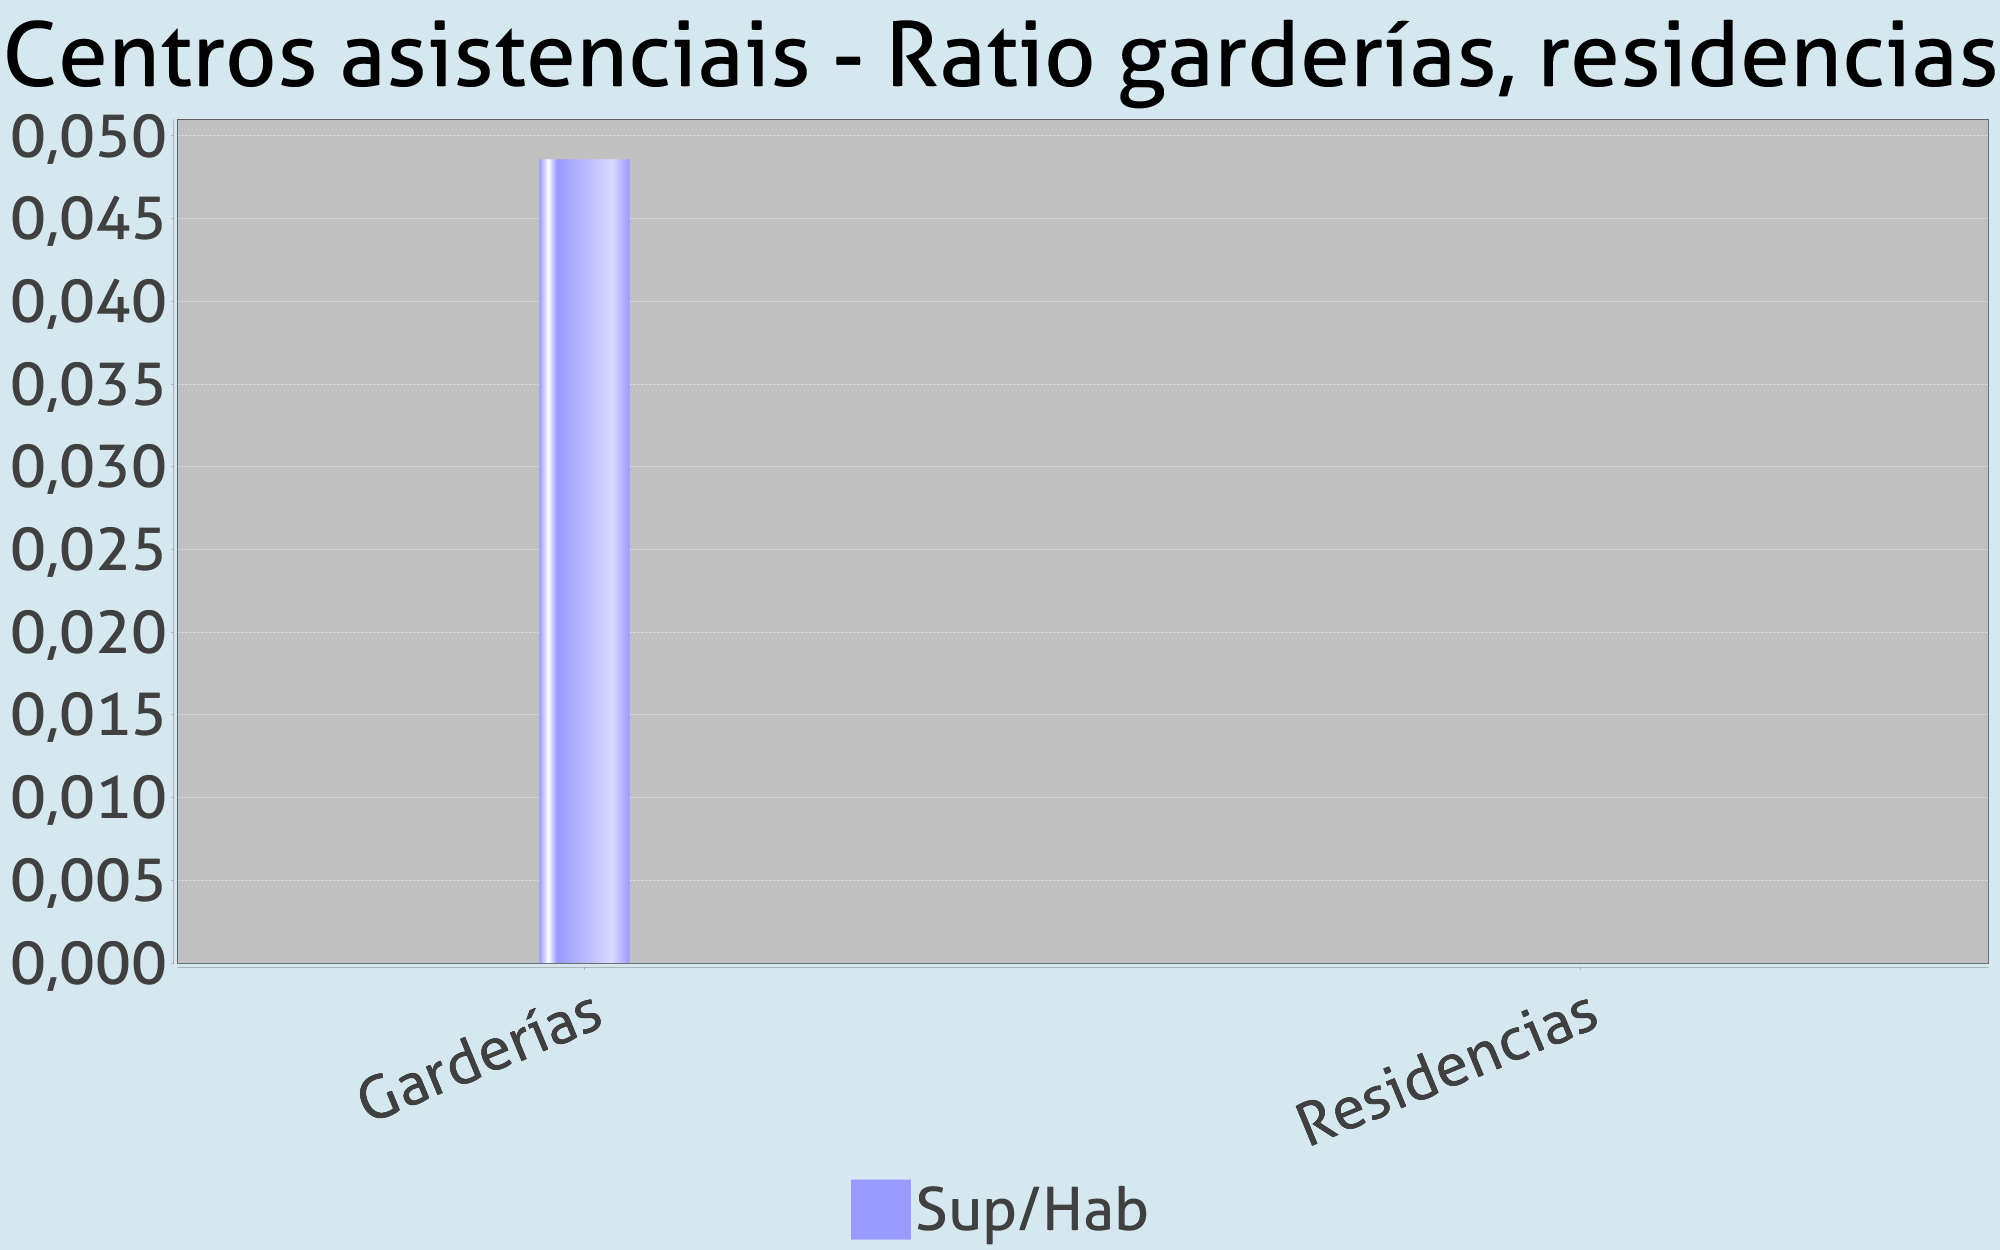 Centros asistenciais - Ratio garderías, residencias
0,050
0,045
0,040
0,035
0,030
0,025
0,020
0,015
0,010
0,005
0,000
Garderías
Residencias
Sup/Hab